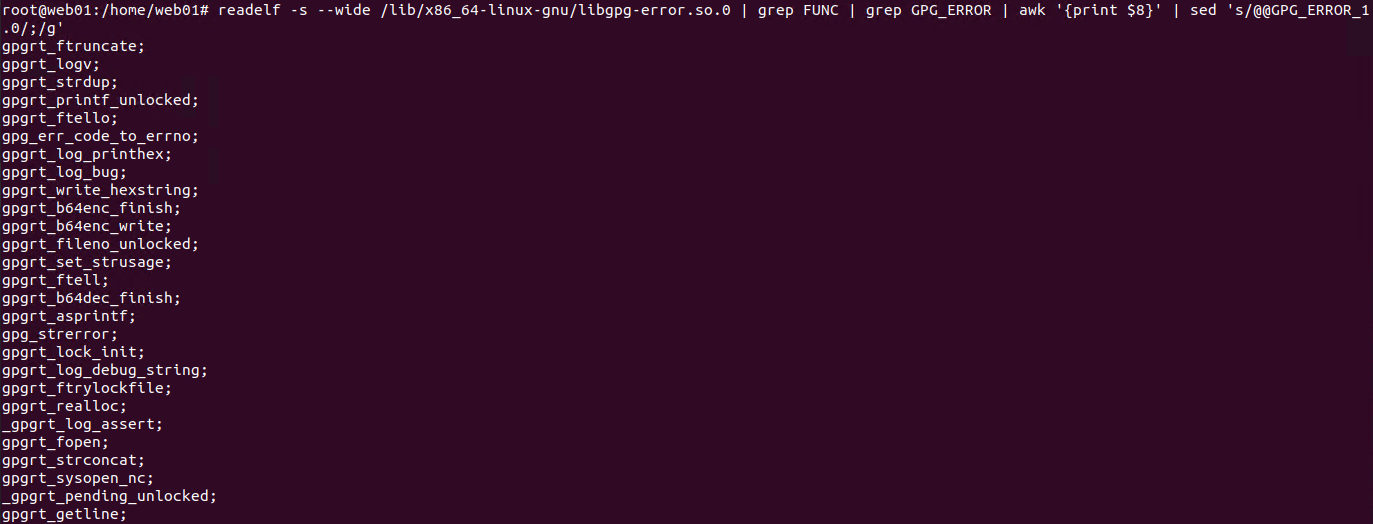 root@web01:/home/web01# readelf -s --wide /lib/x86_64-linux-gnu/libgpg-error.so.0 | grep FUNC | grep GPG_ERROR | awk '{print $8}' | sed 's/@@GPG_ERROR_1
.0/;/g'
gpgrt_ftruncate;
gpgrt_logv;
gpgrt_strdup;
gpgrt_printf_unlocked;
gpgrt_ftello;
gpg_err_code_to_errno;
gpgrt_log_printhex;
gpgrt_log_bug;
gpgrt_write_hexstring;
gpgrt_b64enc_finish;
gpgrt_b64enc_write;
gpgrt_fileno_unlocked;
gpgrt_set_strusage;
gpgrt_ftell;
gpgrt_b64dec_finish;
gpgrt_asprintf;
gpg_strerror;
gpgrt_lock_init;
gpgrt_log_debug_string;
gpgrt_ftrylockfile;
gpgrt_realloc;
_gpgrt_log_assert;
gpgrt_fopen;
gpgrt_strconcat;
gpgrt_sysopen_nc;
_gpgrt_pending_unlocked;
gpgrt_getline;